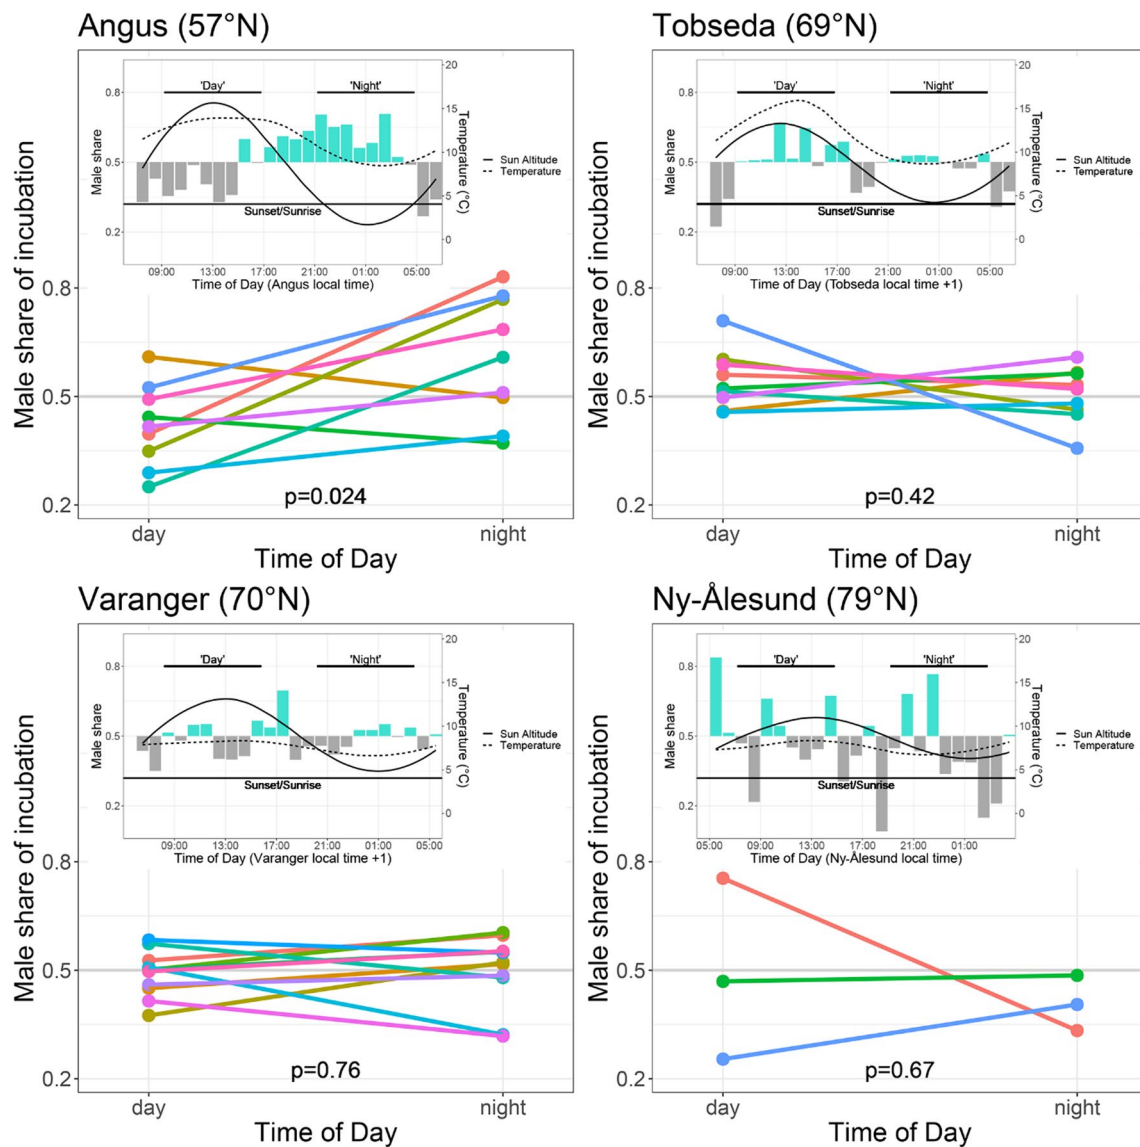 Angus (57°N)
Male share of incubation
0.8
0.5
0.2
Male share
0.8
0.5
0.2
'Day'
'Night'
20
15
10
5
0
Temperature (°C)
Sun Altitude
Temperature
Sunset/Sunrise
09:00 13:00 17:00 21:00 01:00 05:00
Time of Day (Angus local time)
p=0.024
day night
Time of Day
Tobseda (69°N)
Male share of incubation
0.8
0.5
0.2
Male share
0.8
0.5
0.2
'Day'
'Night'
20
15
10
5
0
Temperature (°C)
Sun Altitude
Temperature
Sunset/Sunrise
09:00 13:00 17:00 21:00 01:00 05:00
Time of Day (Tobseda local time +1)
p=0.42
day night
Time of Day
Varanger (70°N)
Male share of incubation
0.8
0.5
0.2
Male share
0.8
0.5
0.2
'Day'
'Night'
20
15
10
5
0
Temperature (°C)
Sun Altitude
Temperature
Sunset/Sunrise
09:00 13:00 17:00 21:00 01:00 05:00
Time of Day (Varanger local time +1)
p=0.76
day night
Time of Day
Ny-Ålesund (79°N)
Male share of incubation
0.8
0.5
0.2
Male share
0.8
0.5
0.2
'Day'
'Night'
20
15
10
5
0
Temperature (°C)
Sun Altitude
Temperature
Sunset/Sunrise
05:00 09:00 13:00 17:00 21:00 01:00
Time of Day (Ny-Ålesund local time)
p=0.67
day night
Time of Day